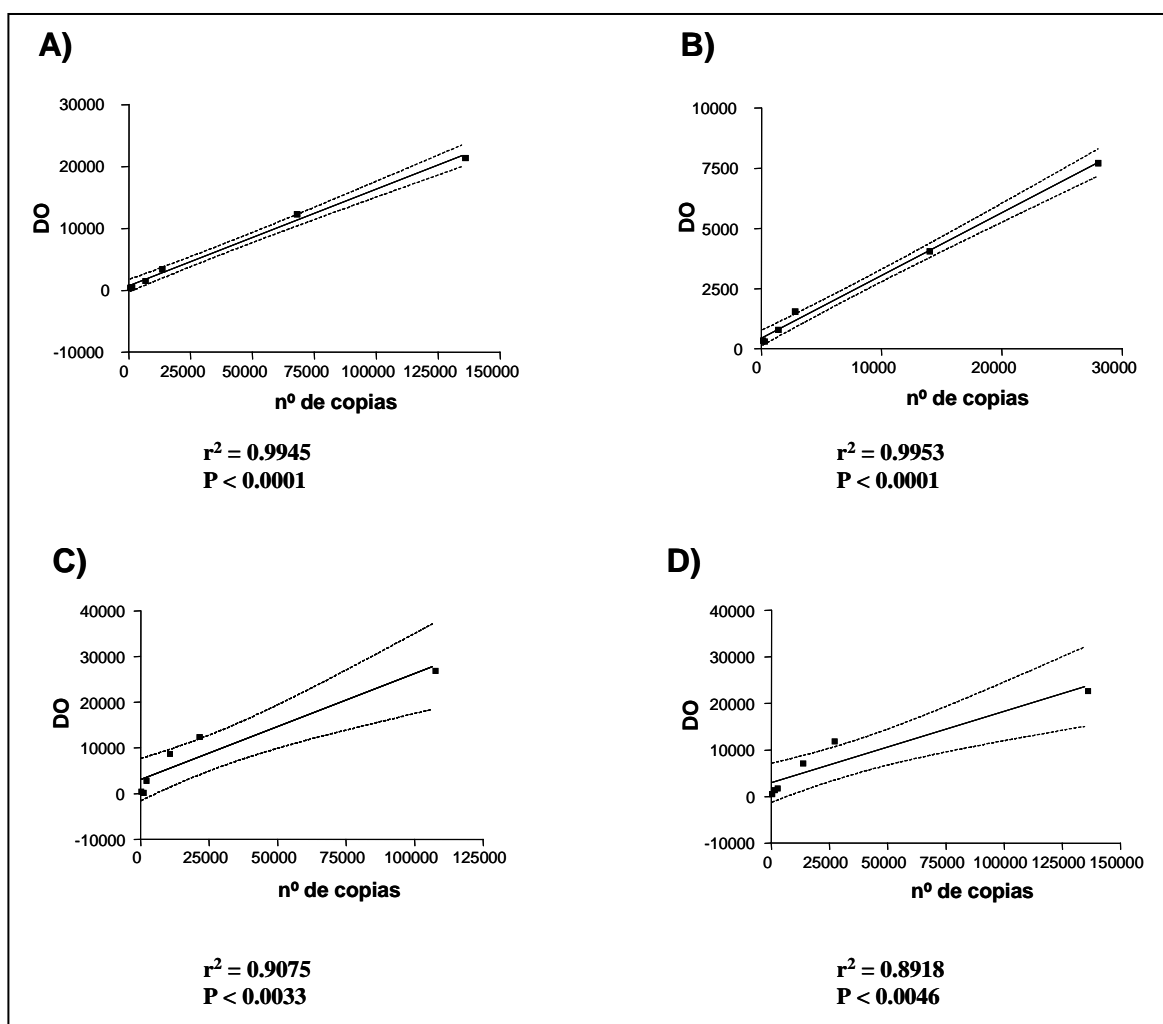 A)
30000
20000
10000
0
-10000
DO
0 25000 50000 75000 100000 125000 150000
nº de copias
r² = 0.9945
P < 0.0001
B)
10000
7500
5000
2500
0
DO
0 10000 20000 30000
nº de copias
r² = 0.9953
P < 0.0001
C)
40000
30000
20000
10000
0
-10000
DO
0 25000 50000 75000 100000 125000
nº de copias
r² = 0.9075
P < 0.0033
D)
40000
30000
20000
10000
0
-10000
DO
0 25000 50000 75000 100000 125000 150000
nº de copias
r² = 0.8918
P < 0.0046